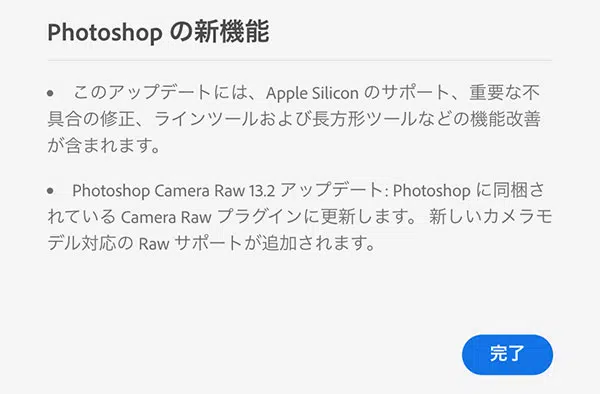 Photoshop の新機能
• このアップデートには、Apple Silicon のサポート、重要な不
具合の修正、ラインツールおよび長方形ツールなどの機能改善
が含まれます。
• Photoshop Camera Raw 13.2 アップデート: Photoshop に同梱さ
れている Camera Raw プラグインに更新します。 新しいカメラモ
デル対応の Raw サポートが追加されます。
完了